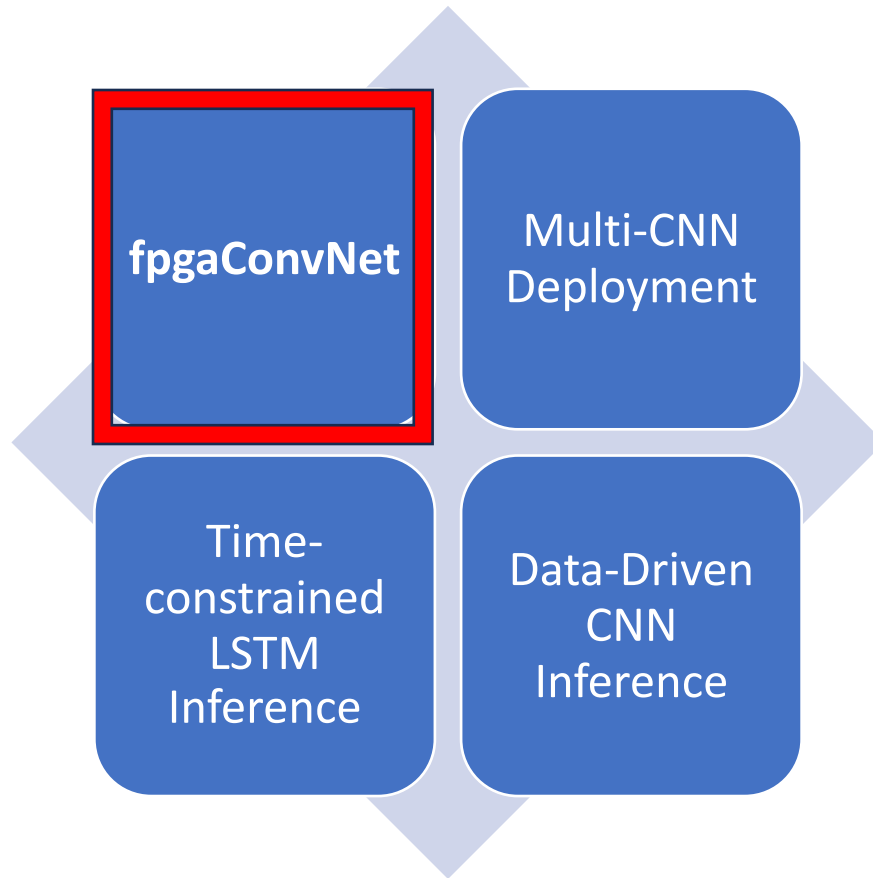 fpgaConvNet
Multi-CNN
Deployment
Time-
constrained
LSTM
Inference
Data-Driven
CNN
Inference